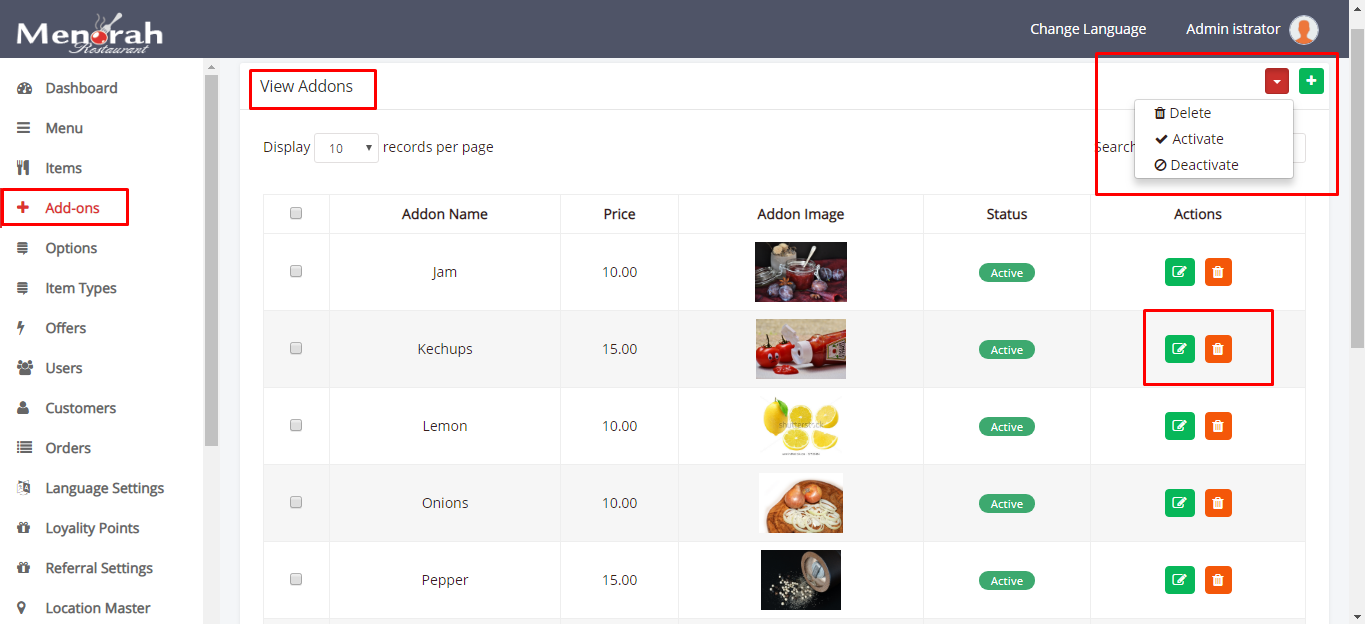 Menorah
Restaurant
Change Language
Admin istrator
Dashboard
Menu
Items
Add-ons
Options
Item Types
Offers
Users
Customers
Orders
Language Settings
Loyality Points
Referral Settings
Location Master
View Addons
Delete
Activate
Deactivate
Display 10 records per page
Search
Addon Name Price Addon Image Status Actions
Jam 10.00 Active
Kechups 15.00 Active
Lemon 10.00 shutterstock Active
Onions 10.00 Active
Pepper 15.00 Active